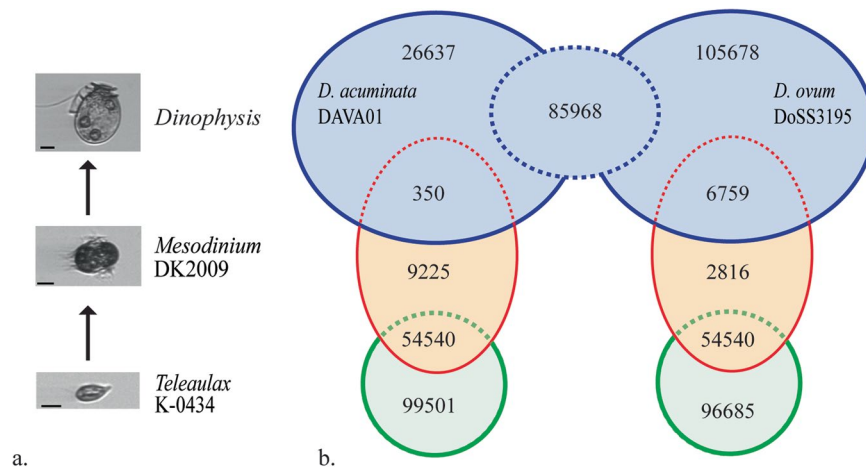 Dinophysis
Mesodinium
DK2009
Teleaulax
K-0434
a.
26637
105678
D. acuminata
DAVA01
85968
D. ovum
DoSS3195
350
6759
9225
2816
54540
54540
99501
96685
b.